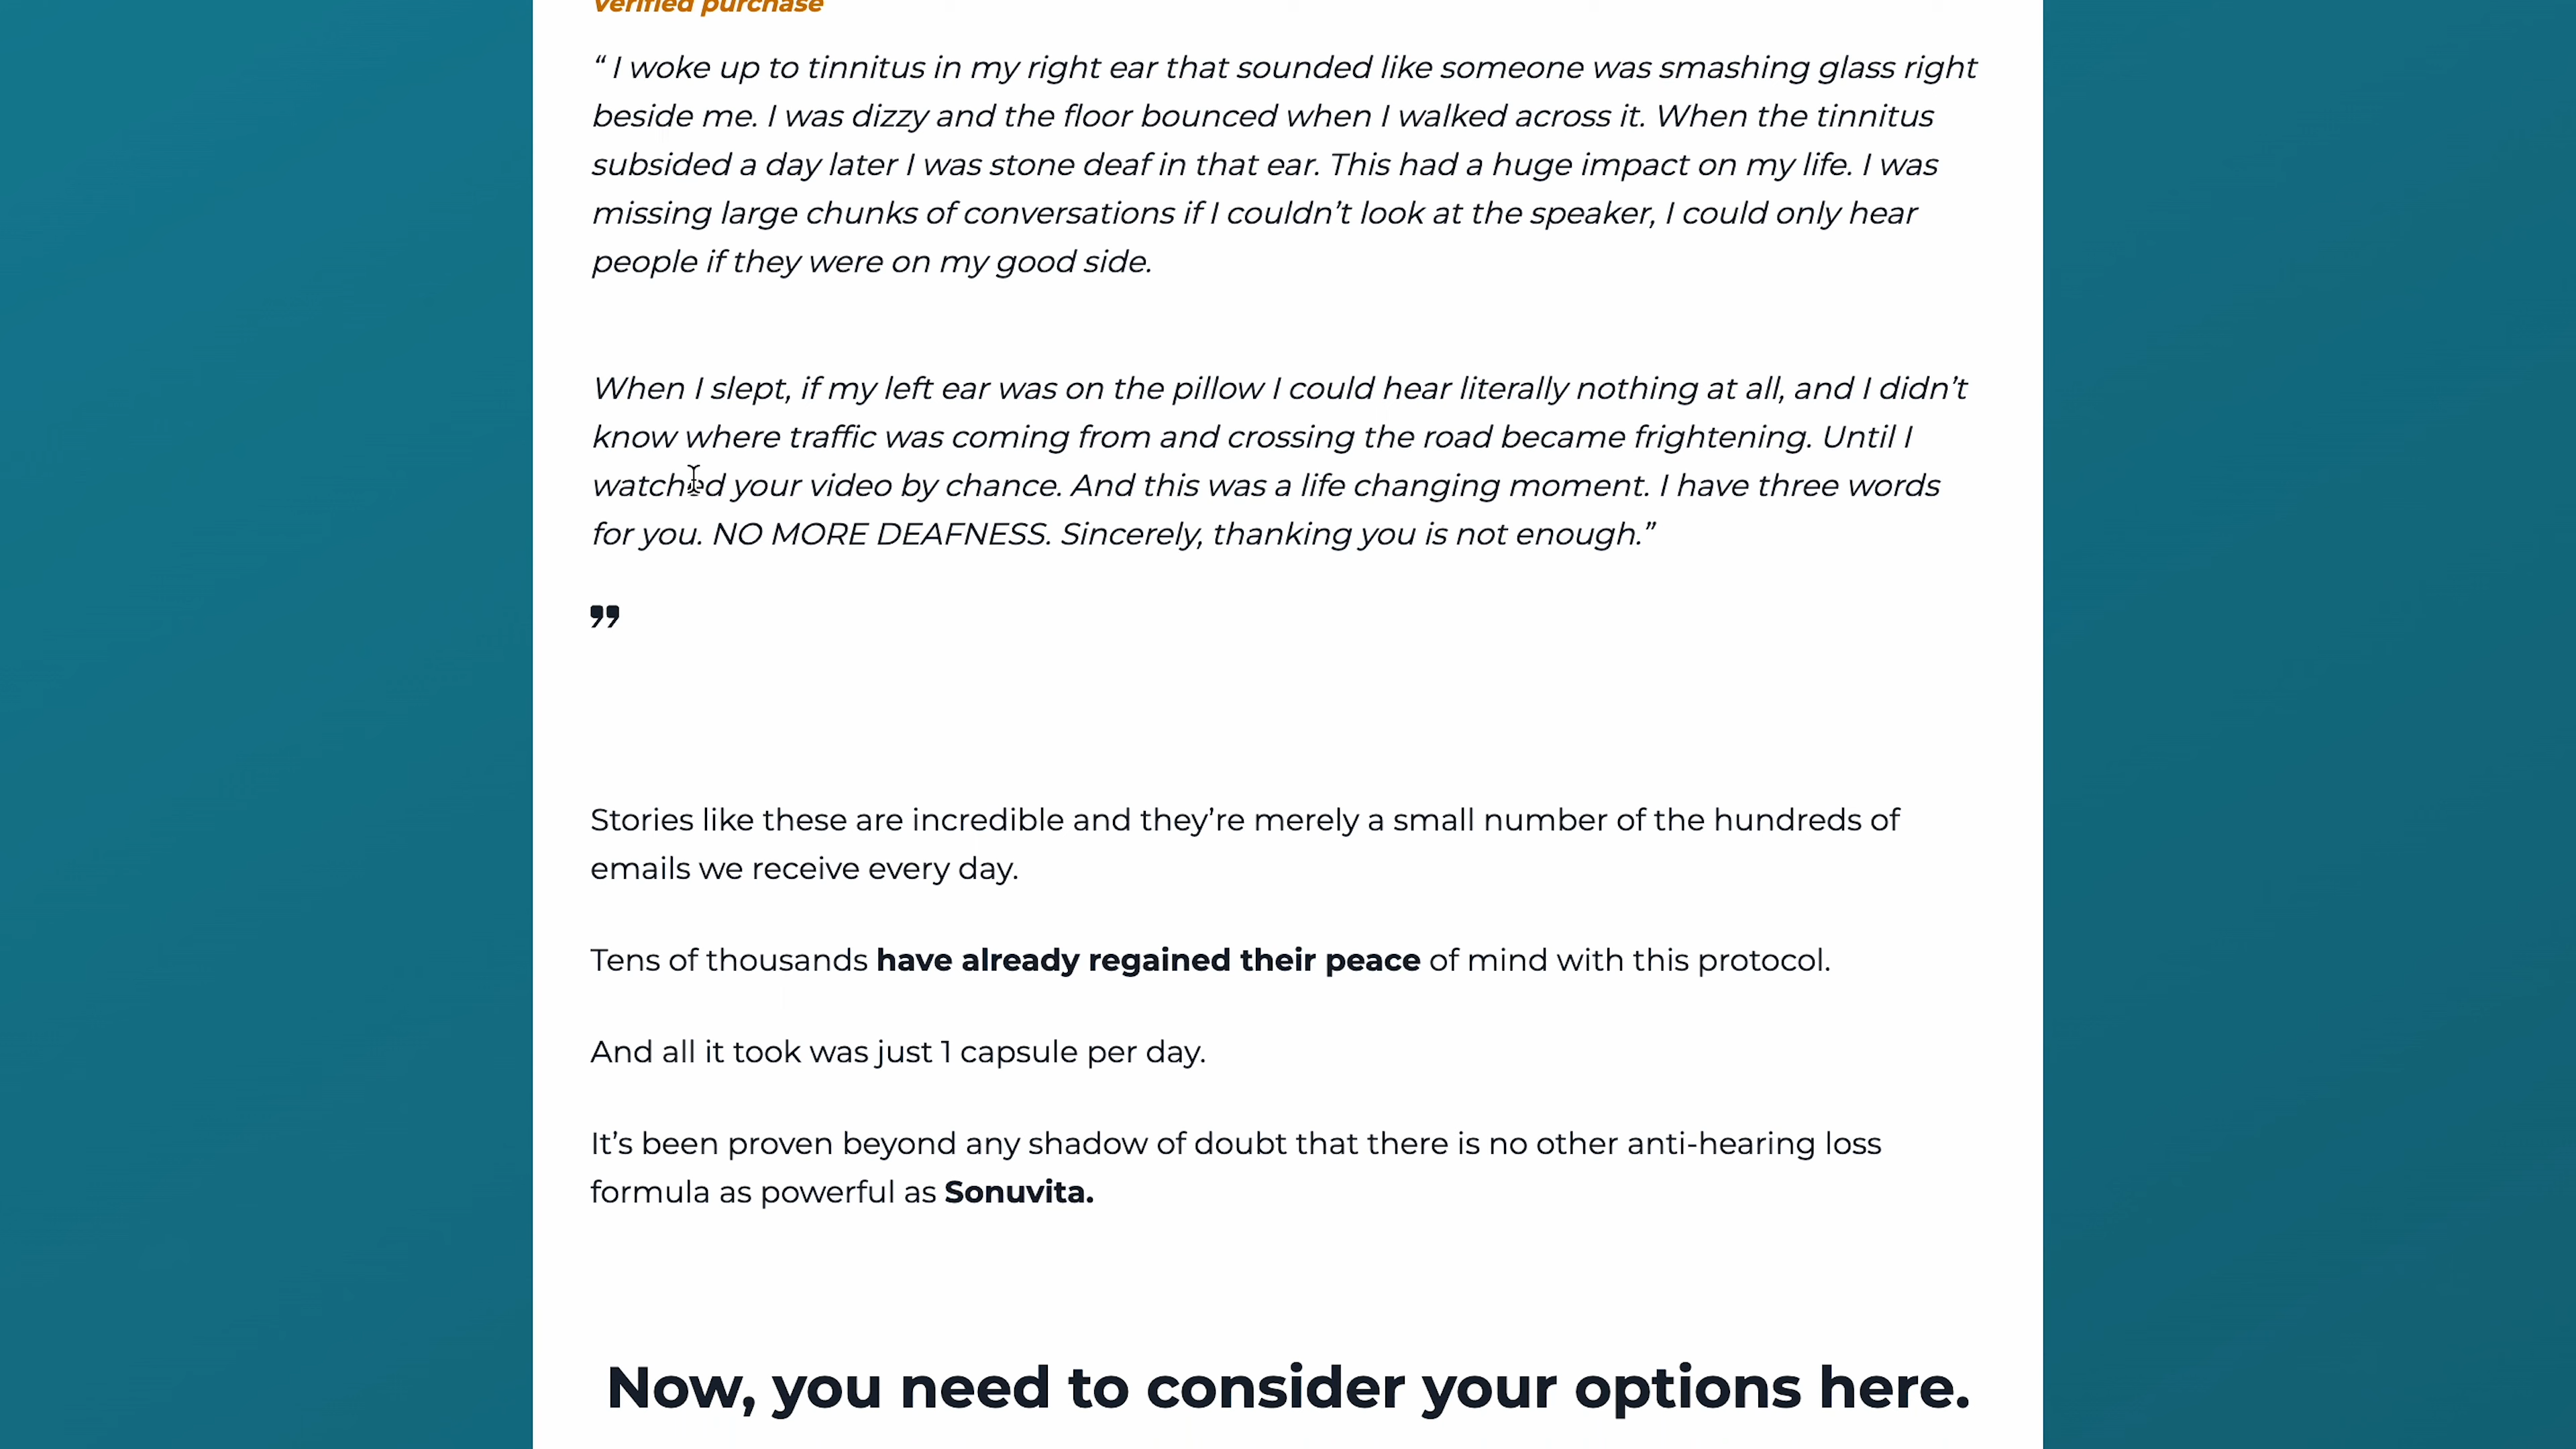 Verified purchase
“ I woke up to tinnitus in my right ear that sounded like someone was smashing glass right
beside me. I was dizzy and the floor bounced when I walked across it. When the tinnitus
subsided a day later I was stone deaf in that ear. This had a huge impact on my life. I was
missing large chunks of conversations if I couldn’t look at the speaker, I could only hear
people if they were on my good side.
When I slept, if my left ear was on the pillow I could hear literally nothing at all, and I didn’t
know where traffic was coming from and crossing the road became frightening. Until I
watched your video by chance. And this was a life changing moment. I have three words
for you. NO MORE DEAFNESS. Sincerely, thanking you is not enough.”
”
Stories like these are incredible and they’re merely a small number of the hundreds of
emails we receive every day.
Tens of thousands have already regained their peace of mind with this protocol.
And all it took was just 1 capsule per day.
It’s been proven beyond any shadow of doubt that there is no other anti-hearing loss
formula as powerful as Sonuvita.
Now, you need to consider your options here.